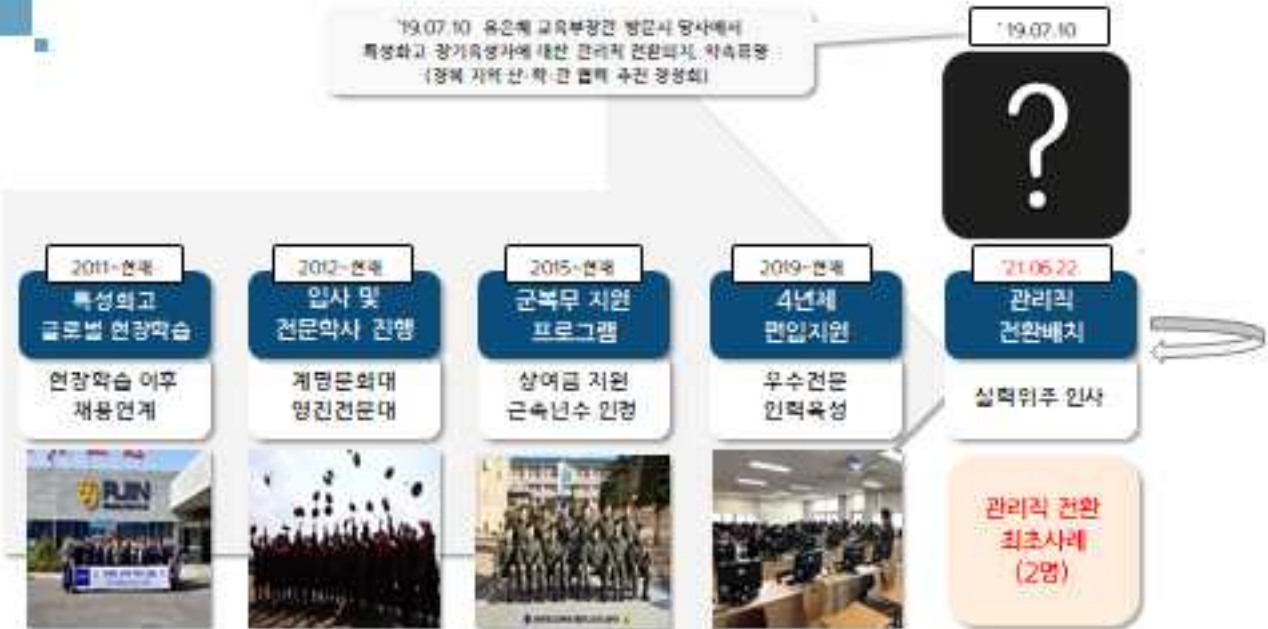 '19.07.10 유은혜 교육부장관 방문시 당사에서
특성화고 장기육성자에 대한 관리직 전환의지, 약속표명
(경북 지역 산·학·관 협력 추진 간담회)
'19.07.10
?
2011~현재
특성화고
글로벌 현장학습
현장학습 이후
채용연계
2012~현재
입사 및
전문학사 진행
계명문화대
영진전문대
2015~현재
군복무 지원
프로그램
상여금 지원
근속년수 인정
2019~현재
4년제
편입지원
우수전문
인력육성
'21.06.22
관리직
전환배치
실력위주 인사
관리직 전환
최초사례
(2명)